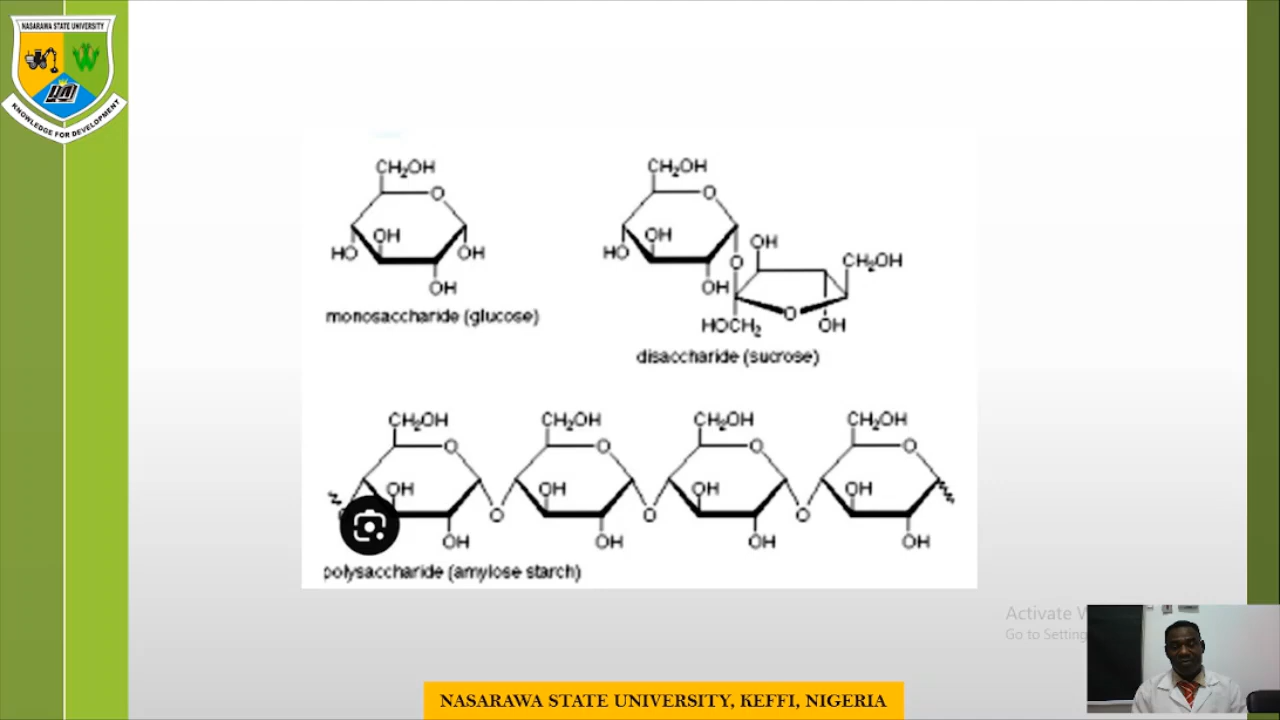 NASARAWA STATE UNIVERSITY
KNOWLEDGE FOR DEVELOPMENT
CH₂OH
O
OH
HO
OH
OH
monosaccharide (glucose)
CH₂OH
O
OH
HO
OH
O
OH
CH₂OH
O
HOCH₂
OH
disaccharide (sucrose)
CH₂OH
CH₂OH
CH₂OH
CH₂OH
O
O
O
O
OH
OH
OH
OH
O
O
O
OH
OH
OH
OH
polysaccharide (amylose starch)
Activate
Go to Setting
NASARAWA STATE UNIVERSITY, KEFFI, NIGERIA